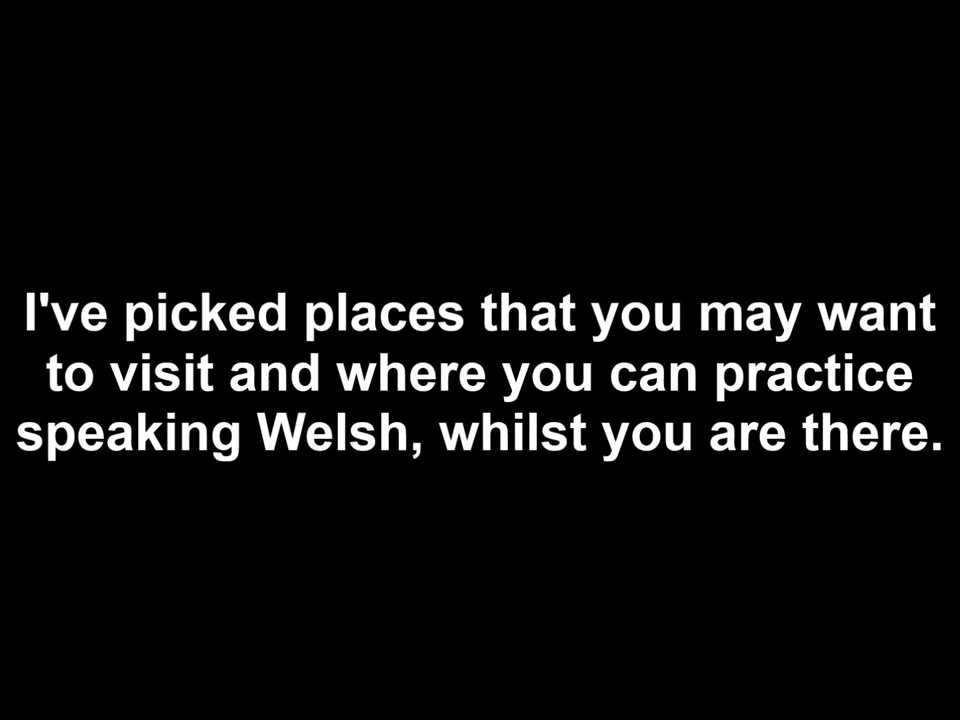 I've picked places that you may want
to visit and where you can practice
speaking Welsh, whilst you are there.